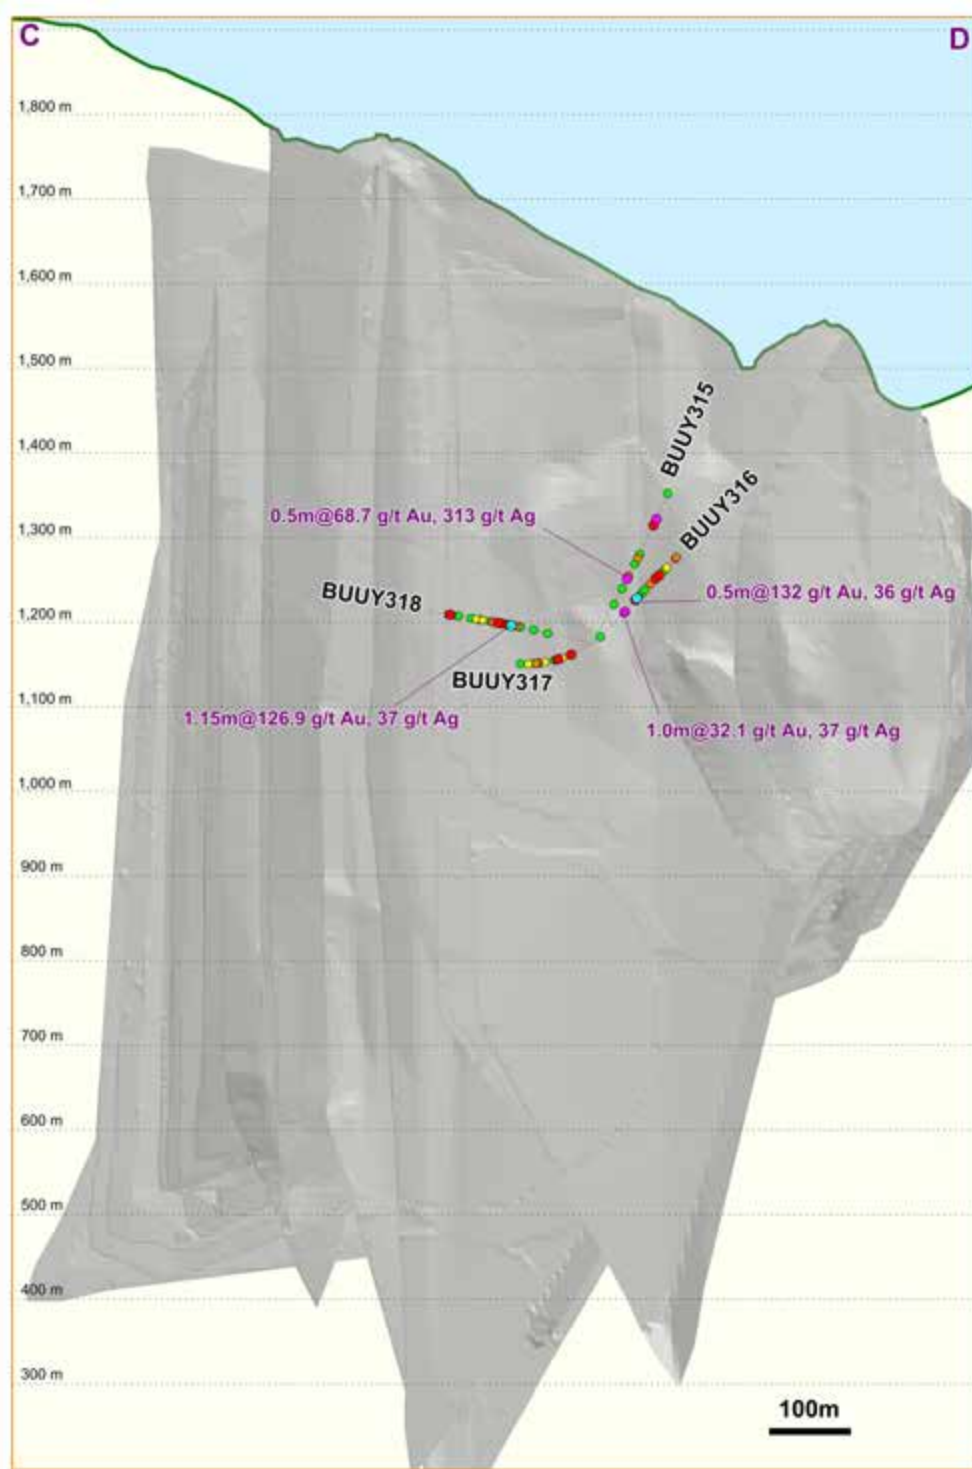 C
D
1,800 m
1,700 m
1,600 m
1,500 m
1,400 m
BUUY315
BUUY316
0.5m@68.7 g/t Au, 313 g/t Ag
1,300 m
BUUY318
0.5m@132 g/t Au, 36 g/t Ag
1,200 m
BUUY317
1.15m@126.9 g/t Au, 37 g/t Ag
1,100 m
1.0m@32.1 g/t Au, 37 g/t Ag
1,000 m
900 m
800 m
700 m
600 m
500 m
400 m
300 m
100m